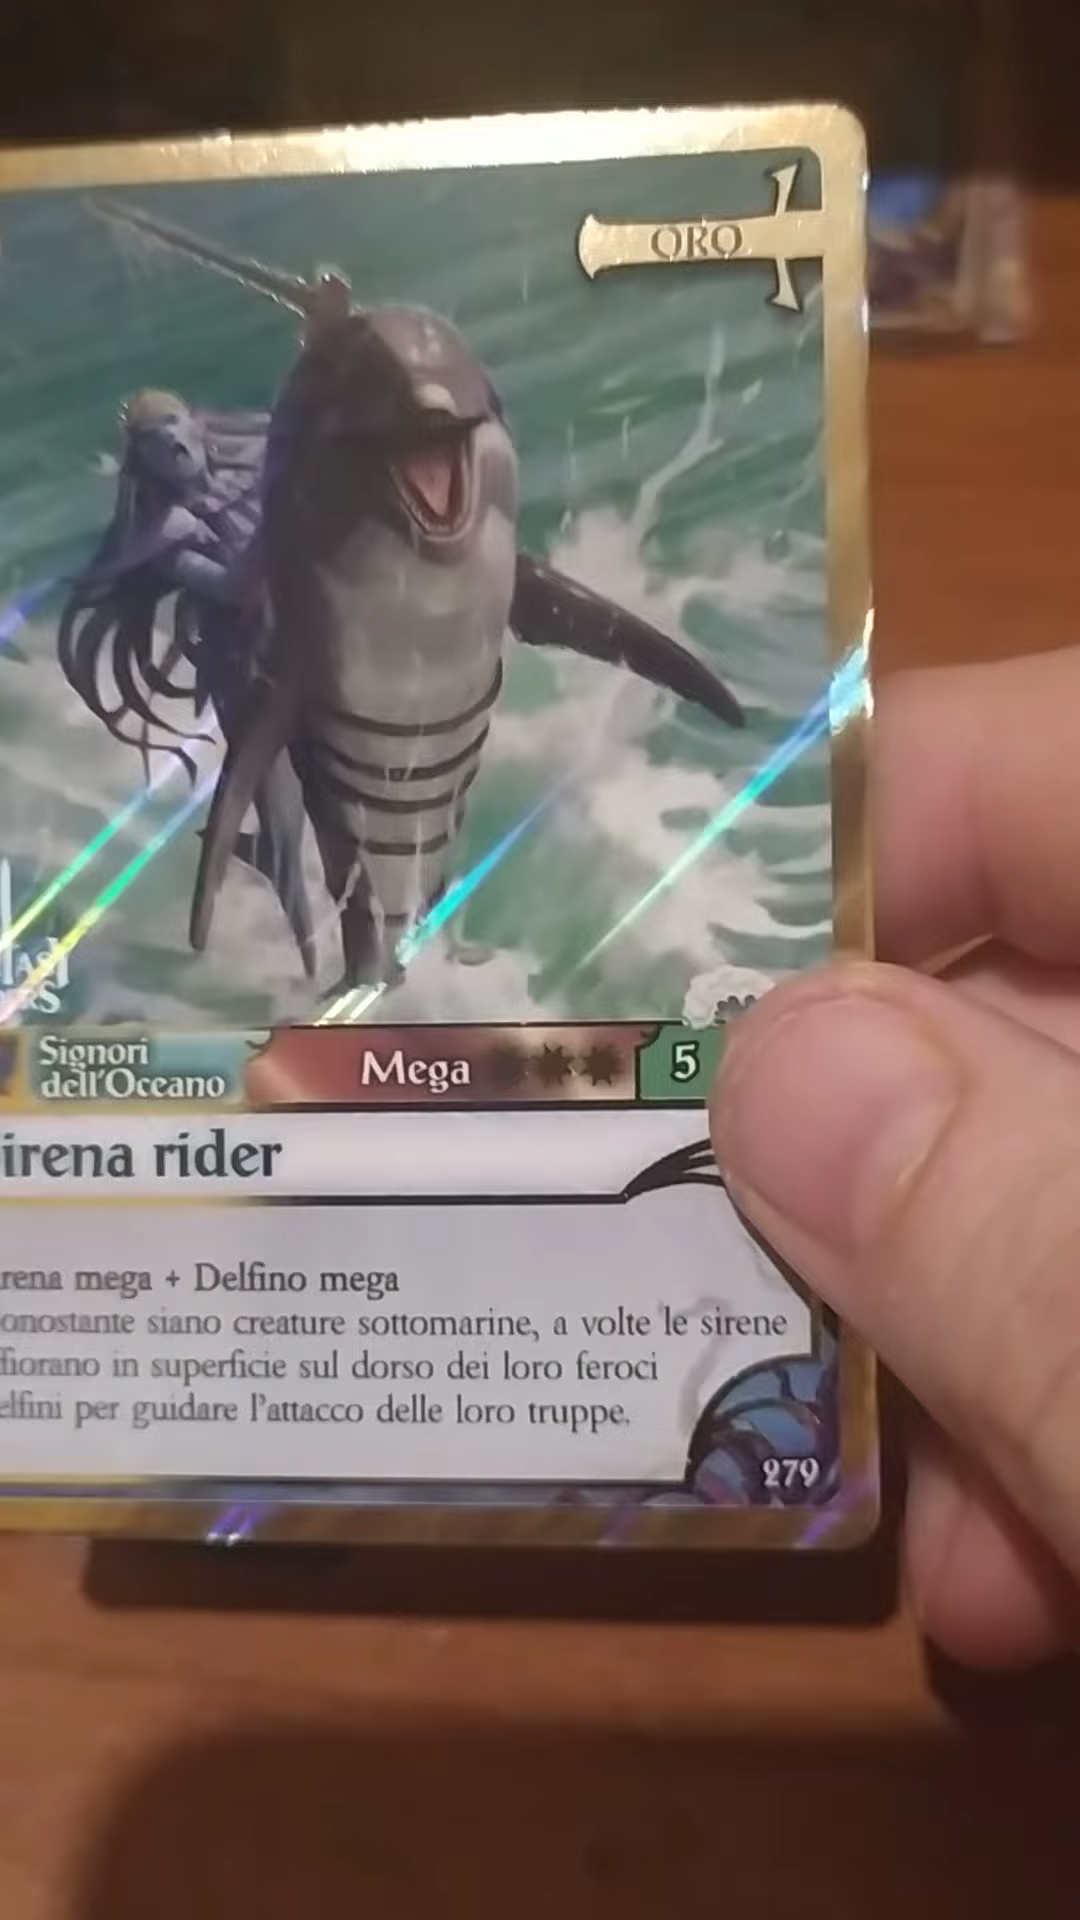 ORO
Signori
dell'Oceano
Mega
5
irena rider
rena mega + Delfino mega
onostante siano creature sottomarine, a volte le sirene
fiorano in superficie sul dorso dei loro feroci
elfini per guidare l'attacco delle loro truppe.
279